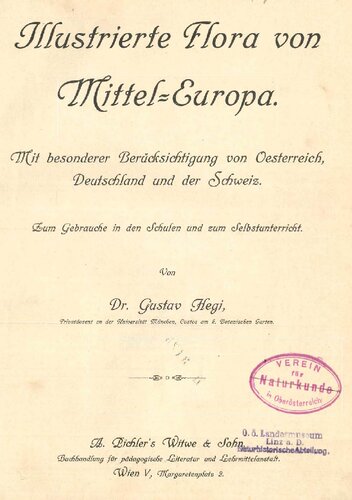 Illustrierte Flora von
Mittel=Europa.
Mit besonderer Berücksichtigung von Oesterreich,
Deutschland und der Schweiz.
Zum Gebrauche in den Schulen und zum Selbstunterricht.
Von
Dr. Gustav Hegi,
Privatdozent an der Universität München, Custos am k. Botanischen Garten.
VEREIN
für
Naturkunde
in Oberösterreich
O. ö. Landesmuseum
Linz a. D.
Naturhistorische Abteilung.
A. Pichler's Witwe & Sohn,
Buchhandlung für pädagogische Literatur und Lehrmittelanstalt.
Wien V, Margaretenplatz 2.